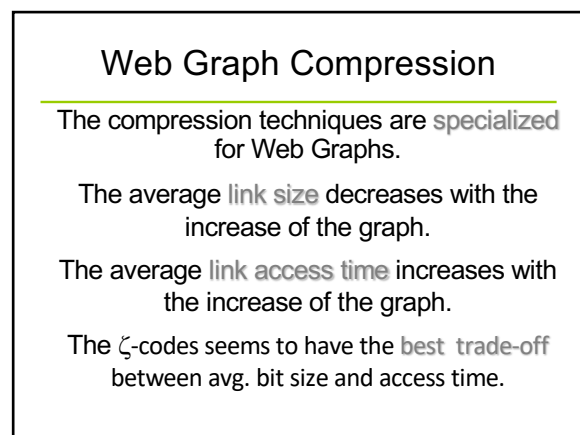 Web Graph Compression
The compression techniques are specialized
for Web Graphs.
The average link size decreases with the
increase of the graph.
The average link access time increases with
the increase of the graph.
The ζ-codes seems to have the best trade-off
between avg. bit size and access time.